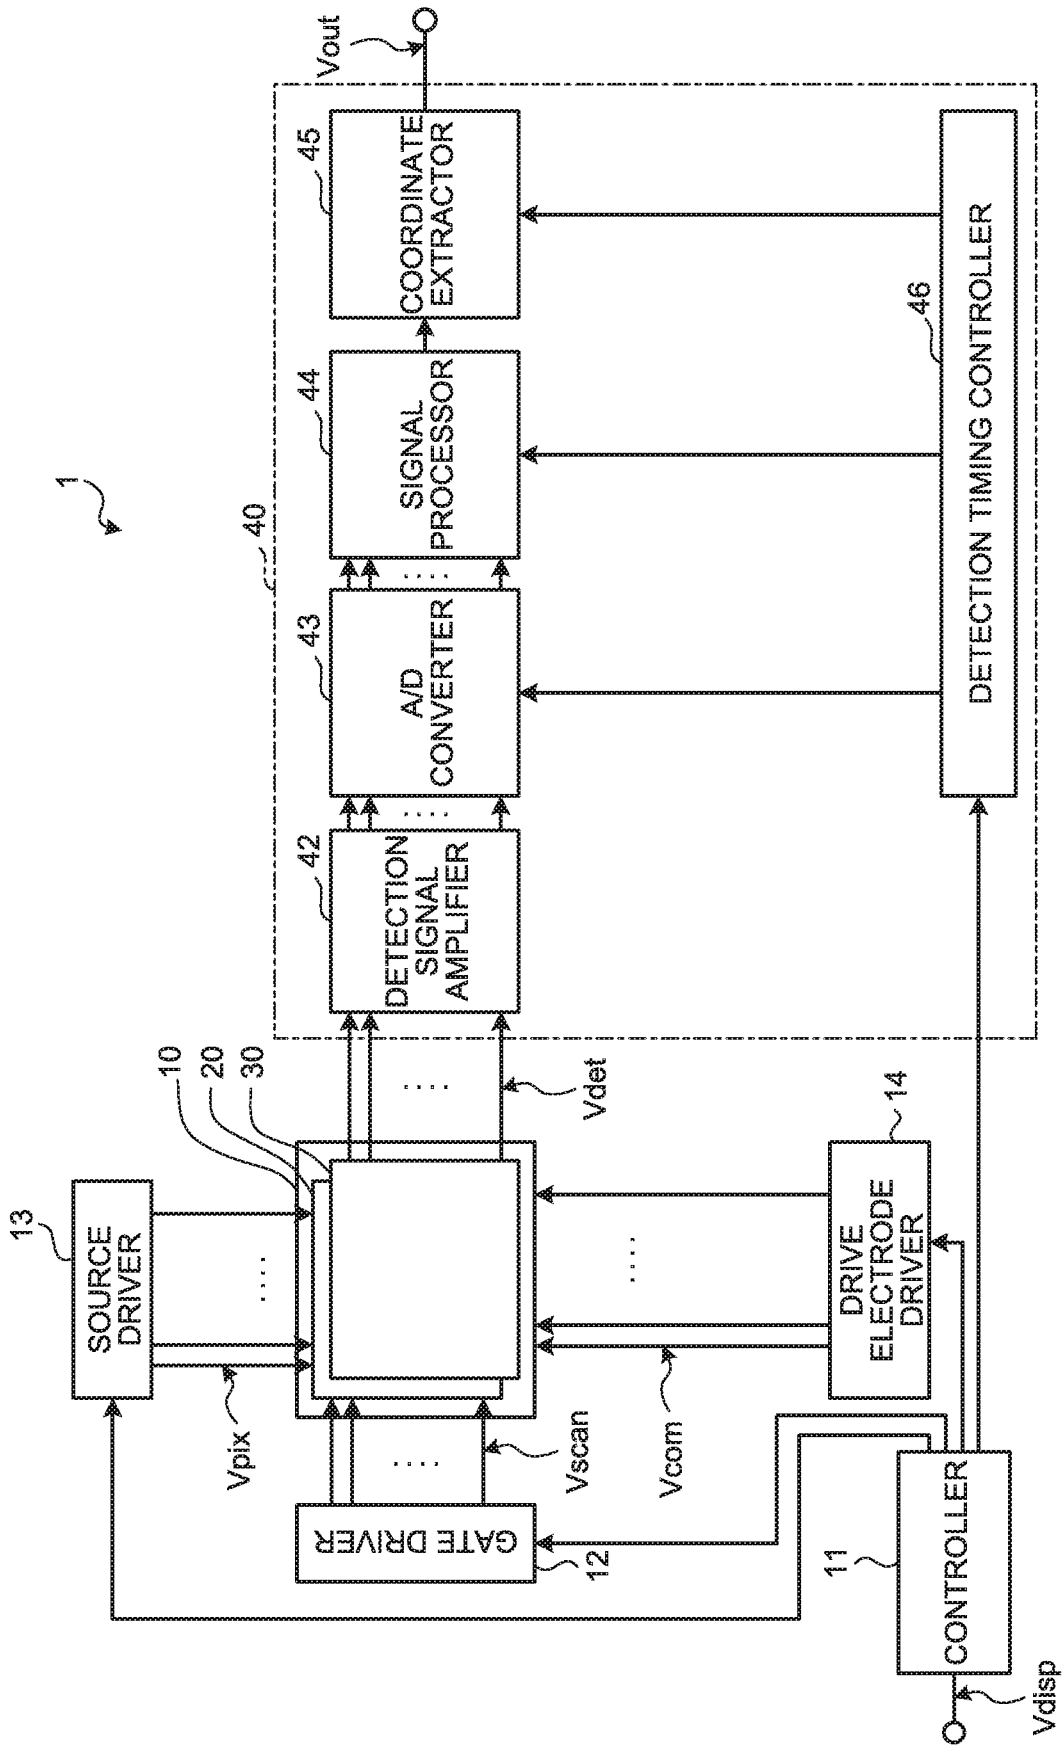 1
13
SOURCE
DRIVER
Vpix
10
20
30
40
42
DETECTION
SIGNAL
AMPLIFIER
43
A/D
CONVERTER
44
SIGNAL
PROCESSOR
45
COORDINATE
EXTRACTOR
Vout
GATE DRIVER
12
Vscan
....
....
....
....
....
....
Vdet
Vcom
14
DRIVE
ELECTRODE
DRIVER
46
DETECTION TIMING CONTROLLER
11
CONTROLLER
Vdisp